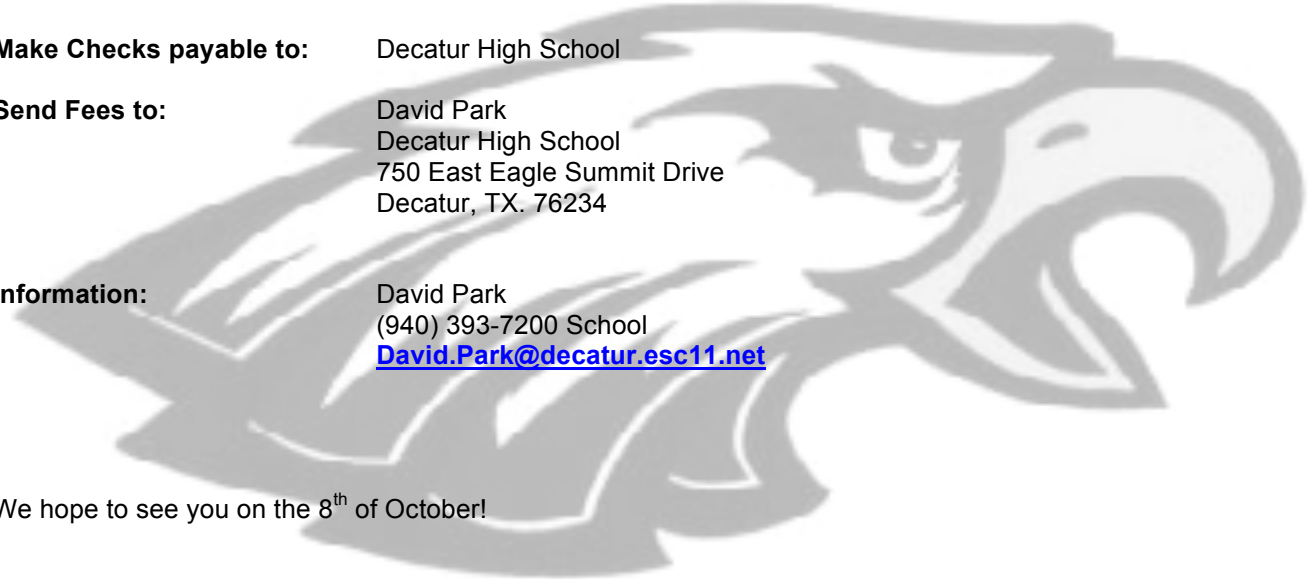 Make Checks payable to: Decatur High School
Send Fees to: David Park
Decatur High School
750 East Eagle Summit Drive
Decatur, TX. 76234
Information: David Park
(940) 393-7200 School
David.Park@decatur.esc11.net
We hope to see you on the 8th of October!